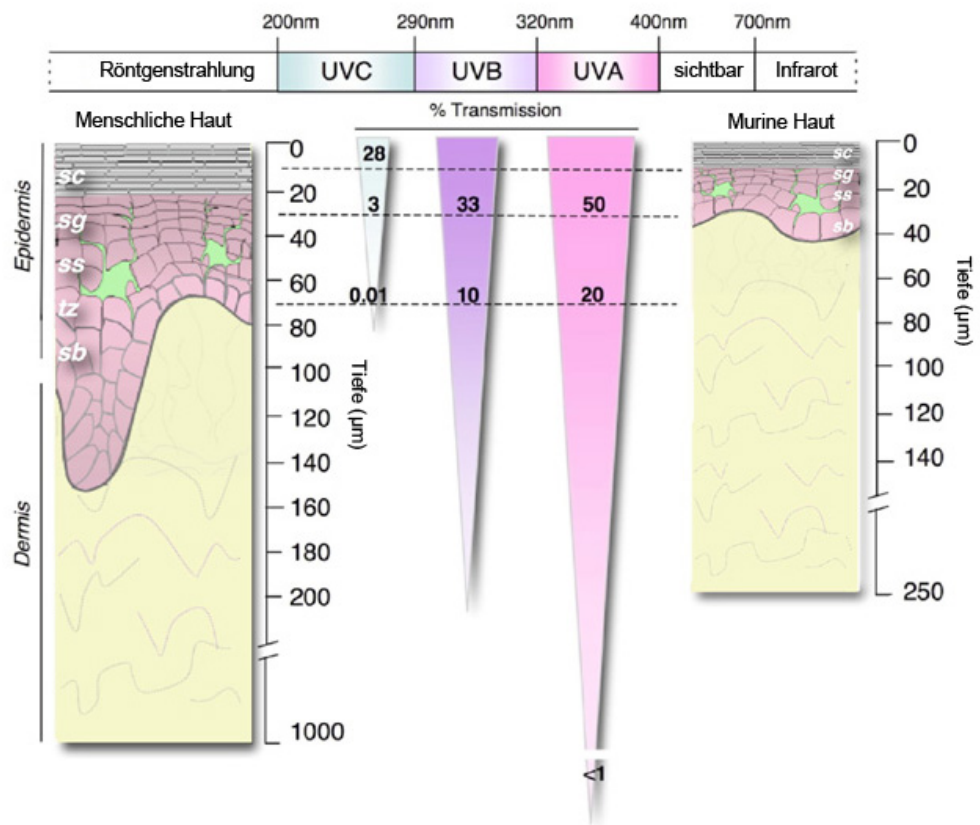 200nm 290nm 320nm 400nm 700nm
Röntgenstrahlung UVC UVB UVA sichtbar Infrarot
% Transmission
Menschliche Haut
Murine Haut
Epidermis
Dermis
sc
sg
ss
tz
sb
0
20
40
60
80
100
120
140
160
180
200
1000
Tiefe (µm)
28
3 33 50
0.01 10 20
<1
sc
sg
ss
sb
0
20
40
60
80
100
120
140
250
Tiefe (µm)